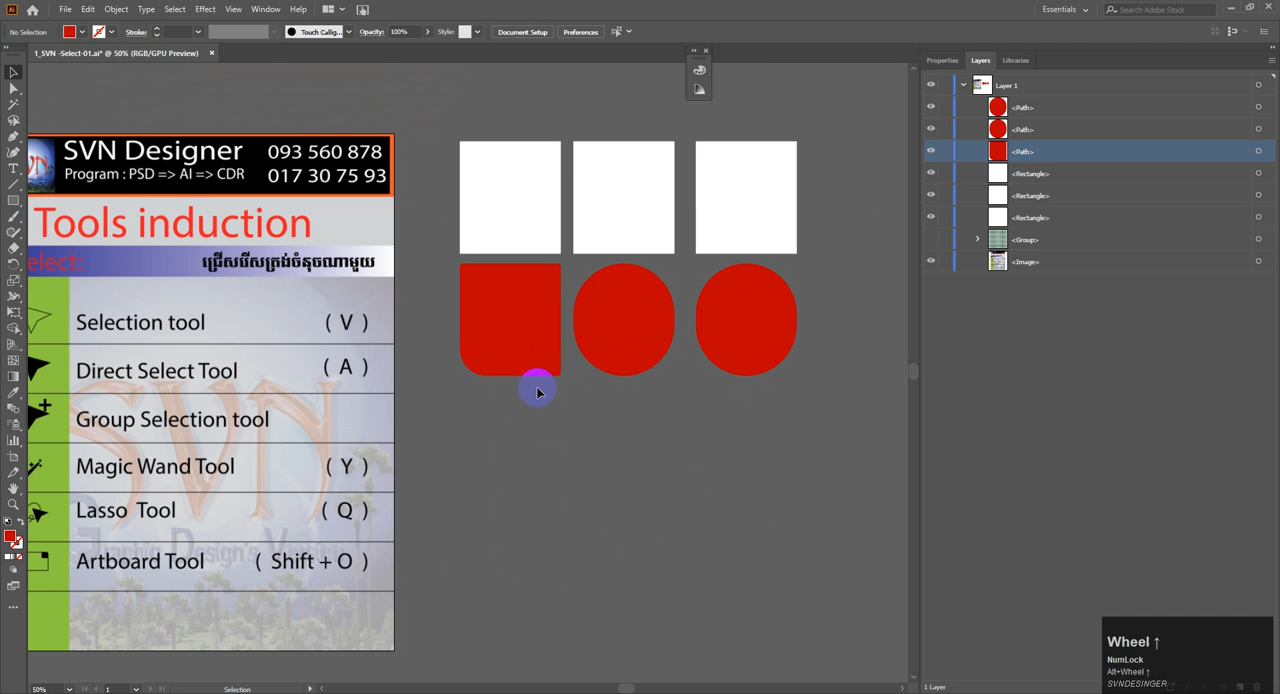 File Edit Object Type Select Effect View Window Help
Essentials
Search Adobe Stock
No Selection
Stroke:
Touch Callig...
Opacity: 100%
Style:
Document Setup
Preferences
1_SVN -Select-01.ai* @ 50% (RGB/GPU Preview)
SVN Designer 093 560 878
Program : PSD => AI => CDR 017 30 75 93
Tools induction
elect: ជ្រើសរើសត្រង់ចំនុចណាមួយ
Selection tool ( V )
Direct Select Tool ( A )
Group Selection tool
Magic Wand Tool ( Y )
Lasso Tool ( Q )
Artboard Tool ( Shift + O )
Properties Layers Libraries
Layer 1
<Path>
<Path>
<Path>
<Rectangle>
<Rectangle>
<Rectangle>
<Group>
<Image>
Wheel ↑
NumLock
Alt+Wheel ↑
SVNDESINGER
50% 1 Selection
1 Layer